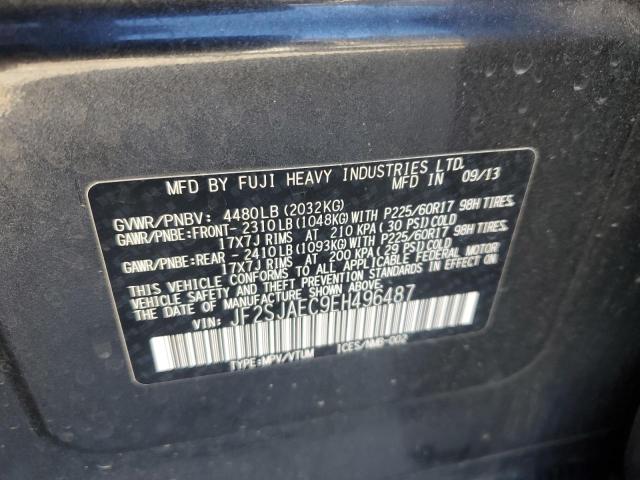 MFD BY FUJI HEAVY INDUSTRIES LTD.
MFD IN 09/13
GVWR/PNBV: 4480LB (2032KG)
GAWR/PNBE:FRONT- 2310LB (1048KG) WITH P225/60R17 98H TIRES
17X7J RIMS AT 210 KPA (30 PSI) COLD
GAWR/PNBE:REAR - 2410LB (1093KG) WITH P225/60R17 98H TIRES
17X7J RIMS AT 200 KPA (29 PSI) COLD
THIS VEHICLE CONFORMS TO ALL APPLICABLE FEDERAL MOTOR
VEHICLE SAFETY AND THEFT PREVENTION STANDARDS IN
EFFECT ON THE DATE OF MANUFACTURE SHOWN ABOVE.
VIN: JF2SJAEC9EH496487
TYPE:MPV/VTUM ICES/NMB-002